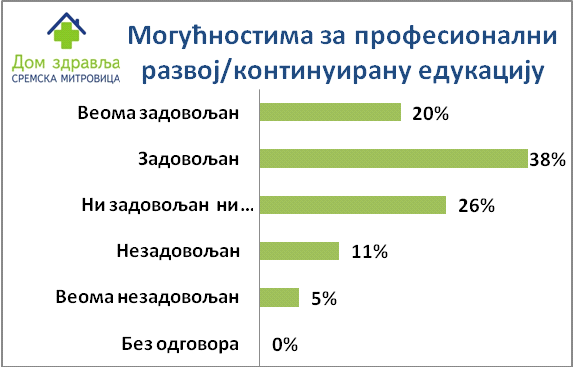 Дом здравља
СРЕМСКА МИТРОВИЦА
Могућностима за професионални
развој/континуирану едукацију
Веома задовољан 20%
Задовољан 38%
Ни задовољан ни... 26%
Незадовољан 11%
Веома незадовољан 5%
Без одговора 0%